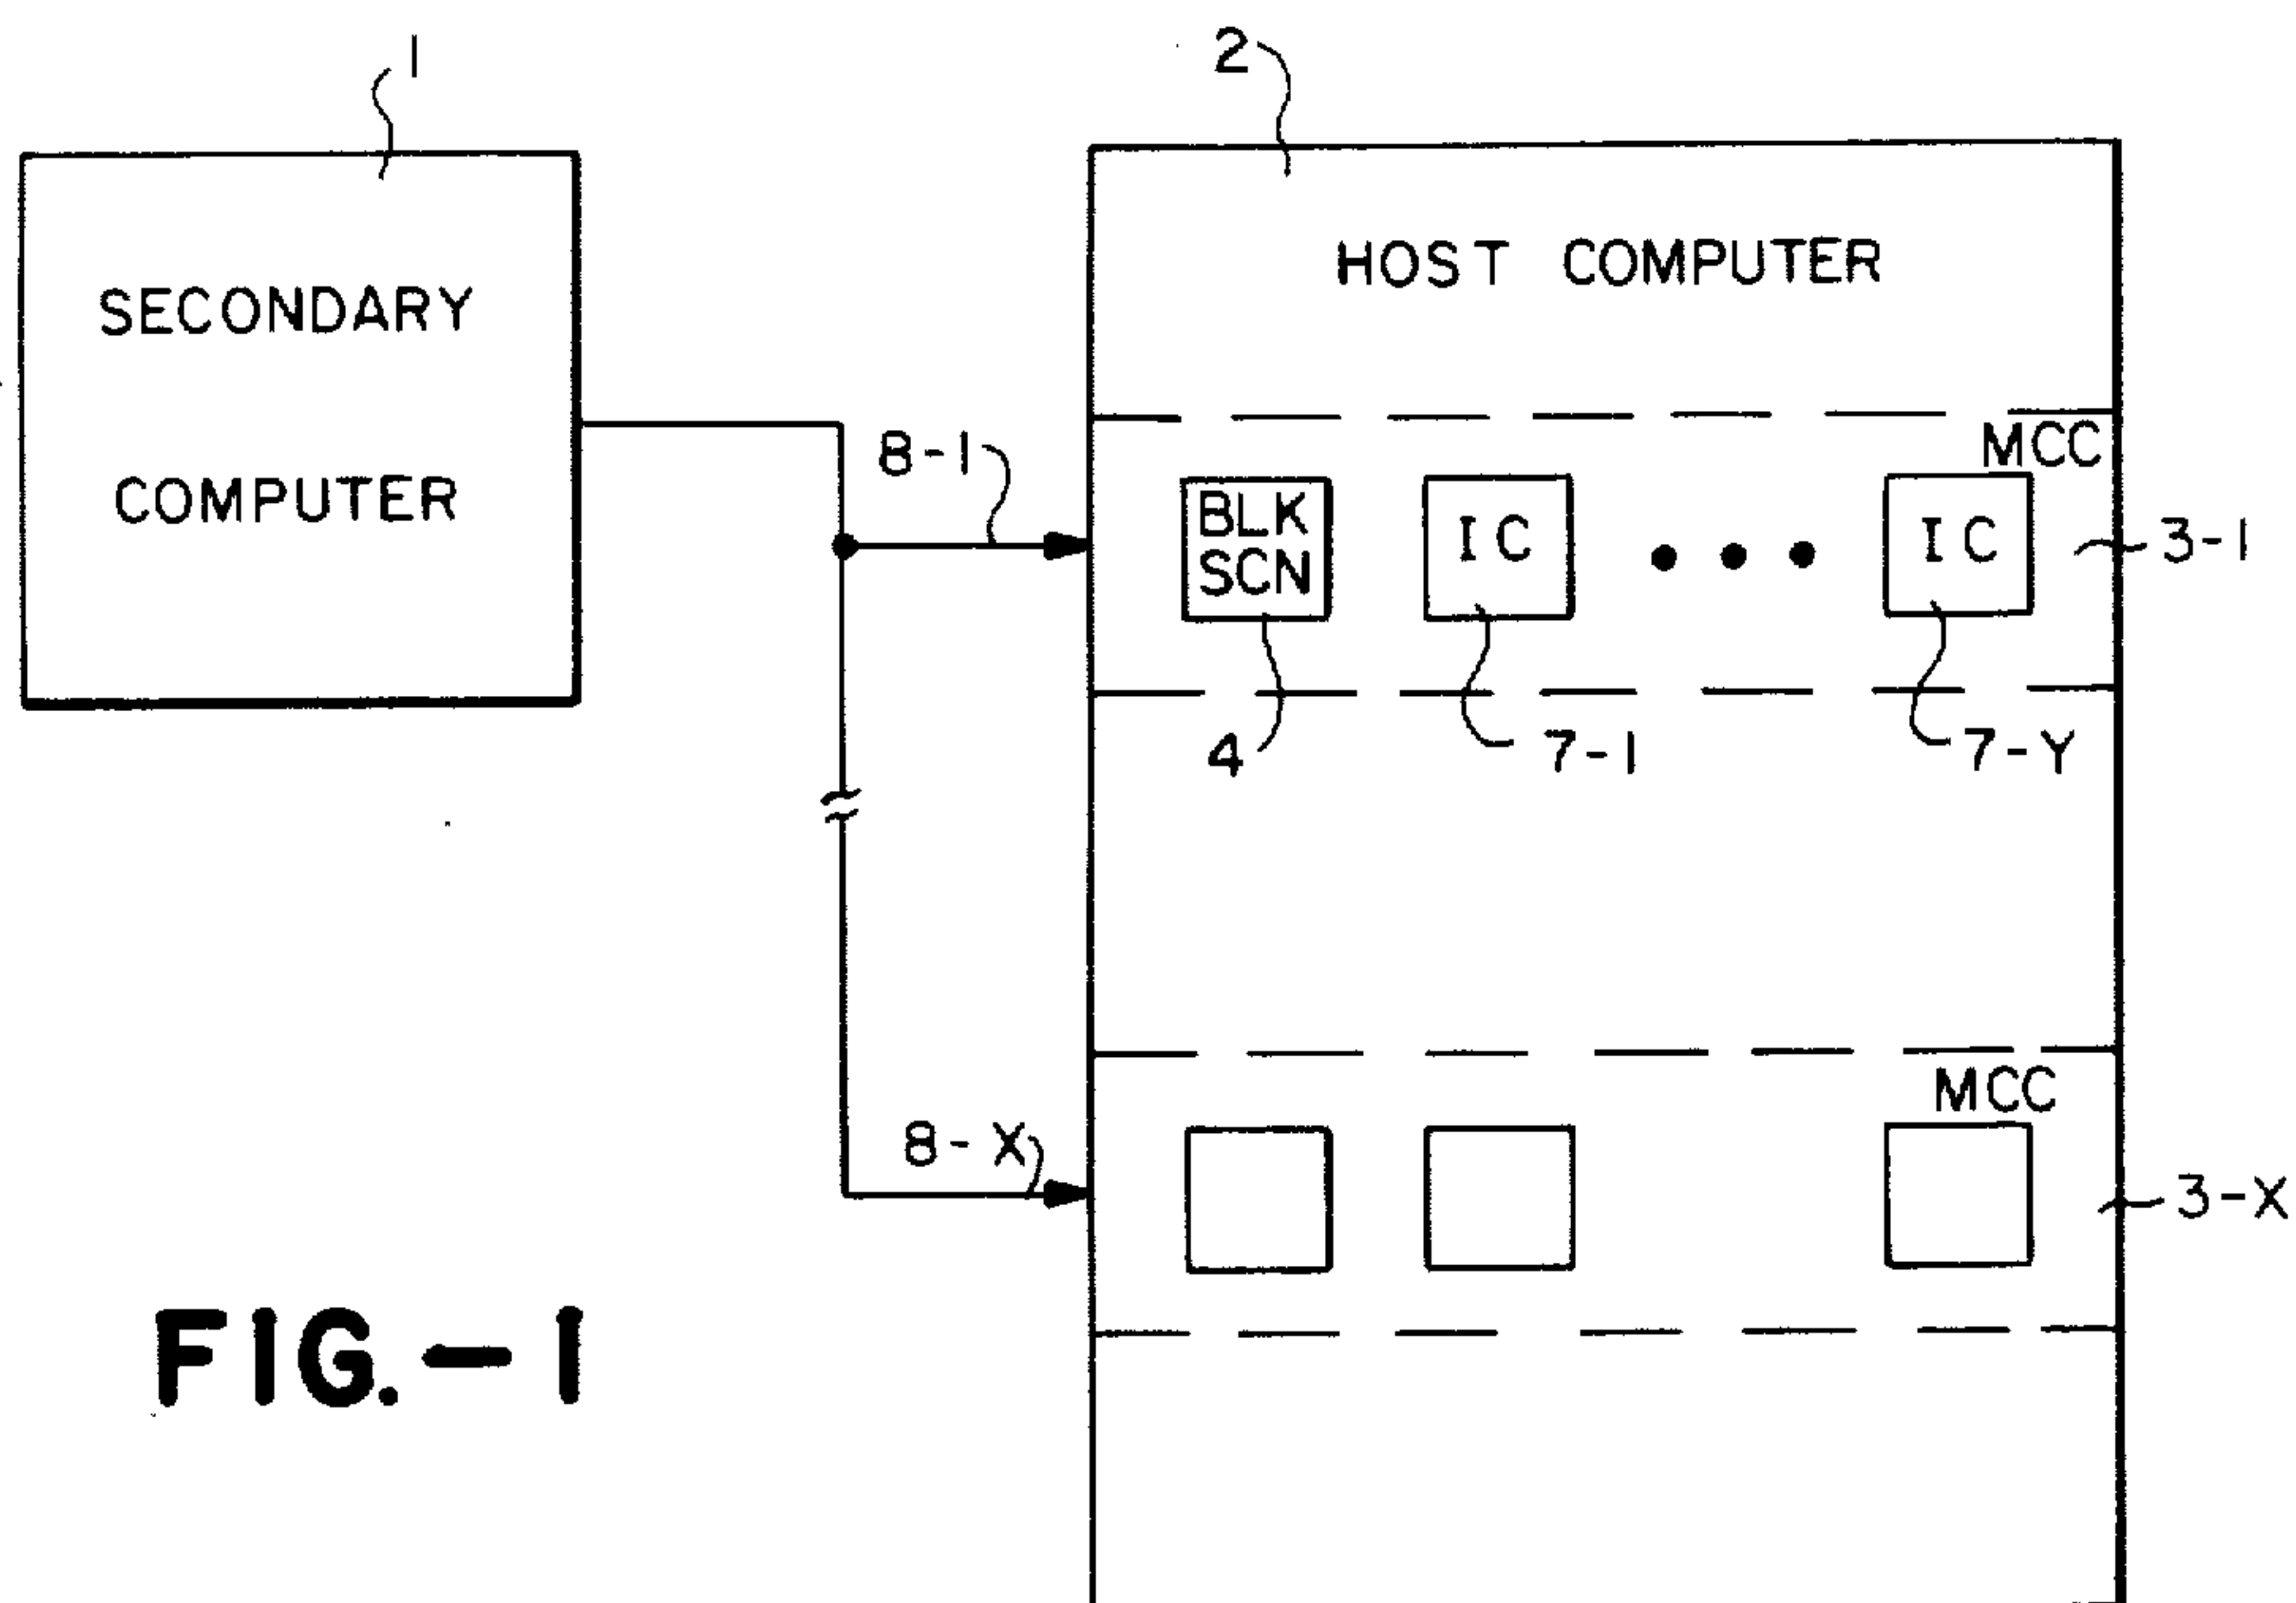 1
2
SECONDARY
COMPUTER
HOST COMPUTER
MCC
8-1
BLK
SCN
IC
IC
3-1
4
7-1
7-Y
MCC
8-X
3-X
FIG.-1